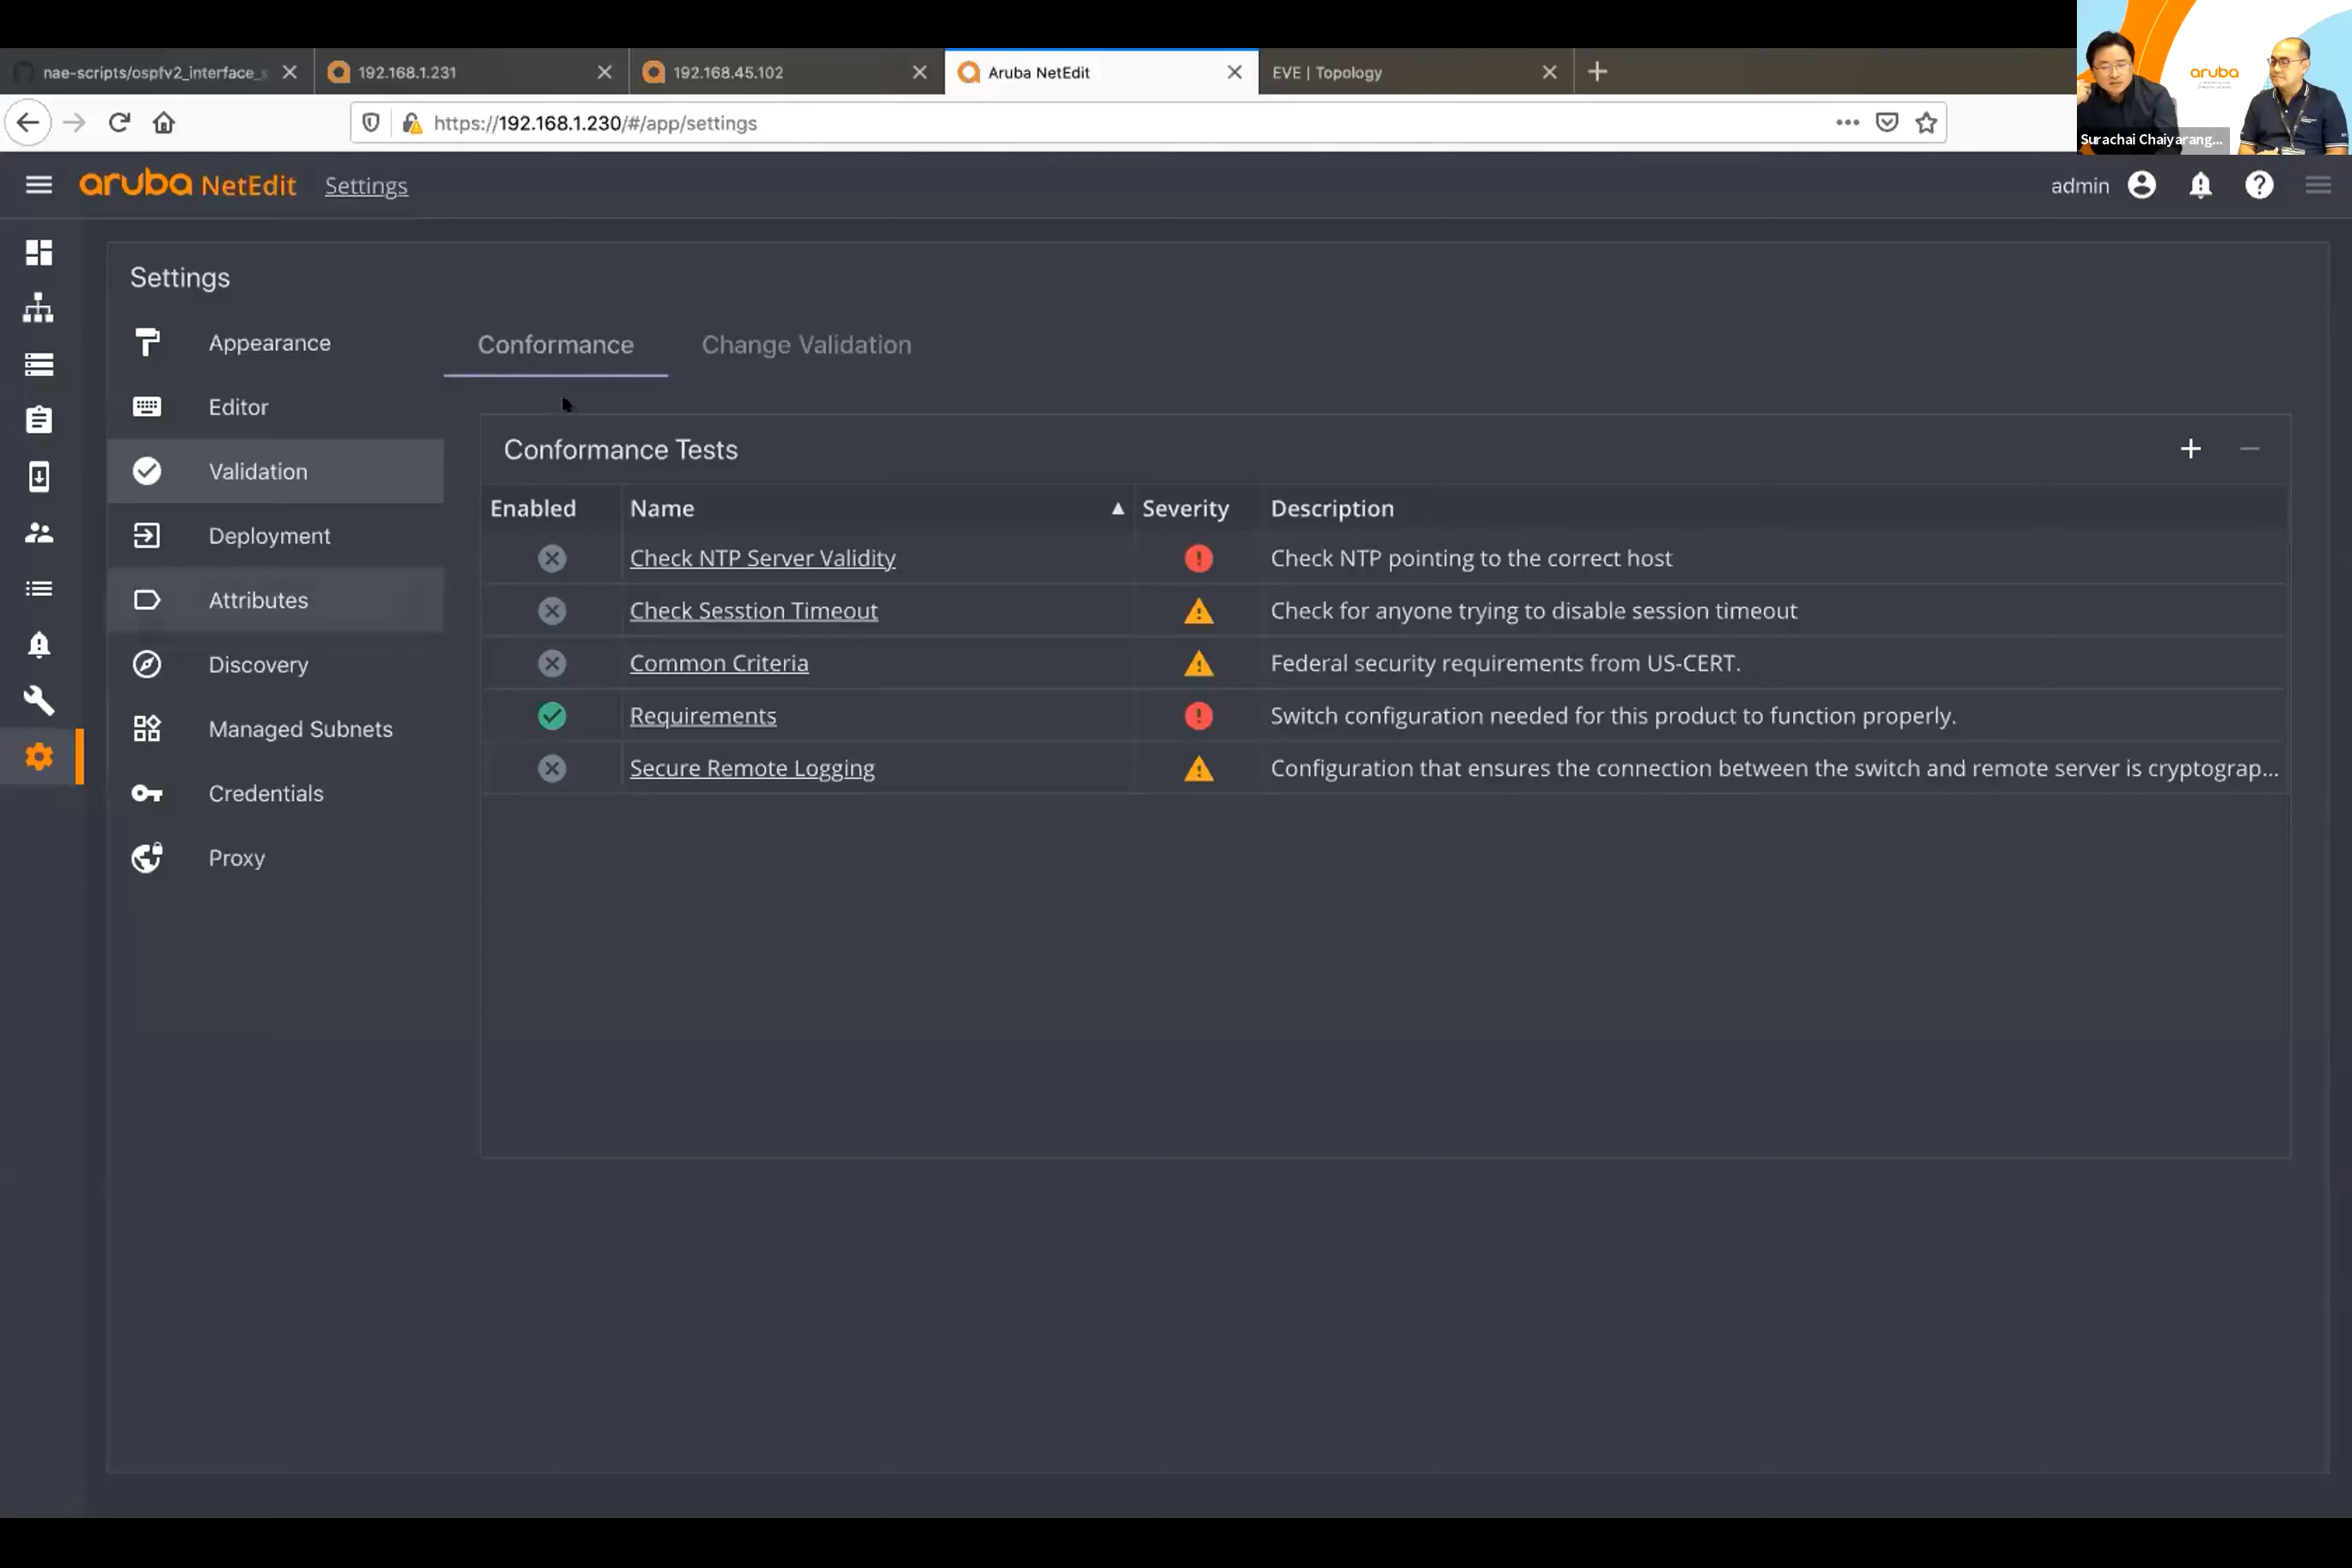 nae-scripts/ospfv2_interface_s
192.168.1.231
192.168.45.102
Aruba NetEdit
EVE | Topology
https://192.168.1.230/#/app/settings
aruba
Surachai Chaiyarang...
aruba NetEdit
Settings
admin
Settings
Appearance
Editor
Validation
Deployment
Attributes
Discovery
Managed Subnets
Credentials
Proxy
Conformance
Change Validation
Conformance Tests
Enabled Name Severity Description
Check NTP Server Validity Check NTP pointing to the correct host
Check Sesstion Timeout Check for anyone trying to disable session timeout
Common Criteria Federal security requirements from US-CERT.
Requirements Switch configuration needed for this product to function properly.
Secure Remote Logging Configuration that ensures the connection between the switch and remote server is cryptograp...